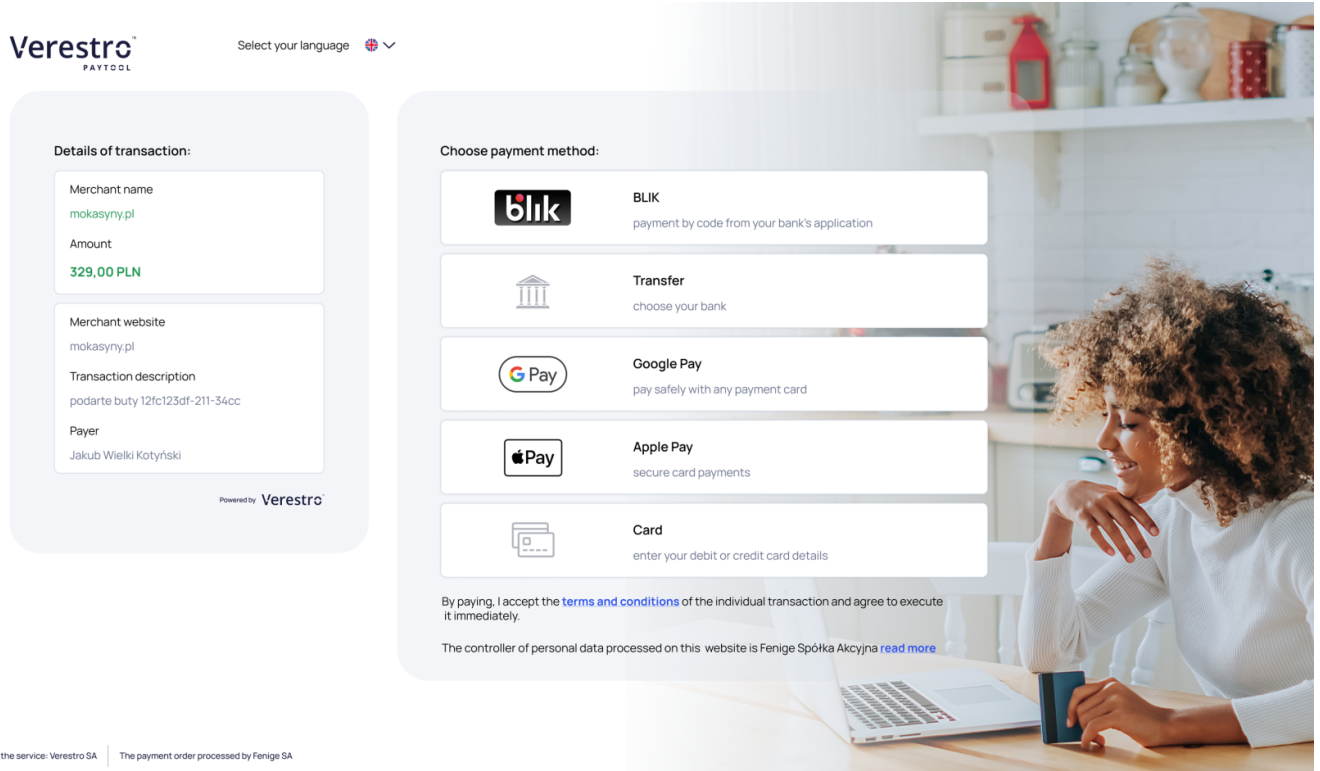 Verestro™
PAYTOOL
Select your language
Details of transaction:
Merchant name
mokasyny.pl
Amount
329,00 PLN
Merchant website
mokasyny.pl
Transaction description
podarte buty 12fc123df-211-34cc
Payer
Jakub Wielki Kotyński
Powered by Verestro
Choose payment method:
blik
BLIK
payment by code from your bank's application
Transfer
choose your bank
G Pay
Google Pay
pay safely with any payment card
Pay
Apple Pay
secure card payments
Card
enter your debit or credit card details
By paying, I accept the terms and conditions of the individual transaction and agree to execute
it immediately.
The controller of personal data processed on this website is Fenige Spółka Akcyjna read more
the service: Verestro SA
The payment order processed by Fenige SA